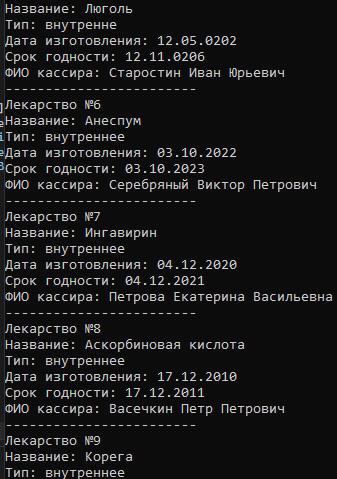 Название: Люголь
Тип: внутренне
Дата изготовления: 12.05.0202
Срок годности: 12.11.0206
ФИО кассира: Старостин Иван Юрьевич
------------------------
Лекарство №6
Название: Анеспум
Тип: внутреннее
Дата изготовления: 03.10.2022
Срок годности: 03.10.2023
ФИО кассира: Серебряный Виктор Петрович
------------------------
Лекарство №7
Название: Ингавирин
Тип: внутреннее
Дата изготовления: 04.12.2020
Срок годности: 04.12.2021
ФИО кассира: Петрова Екатерина Васильевна
------------------------
Лекарство №8
Название: Аскорбиновая кислота
Тип: внутреннее
Дата изготовления: 17.12.2010
Срок годности: 17.12.2011
ФИО кассира: Васечкин Петр Петрович
------------------------
Лекарство №9
Название: Корега
Тип: внутреннее